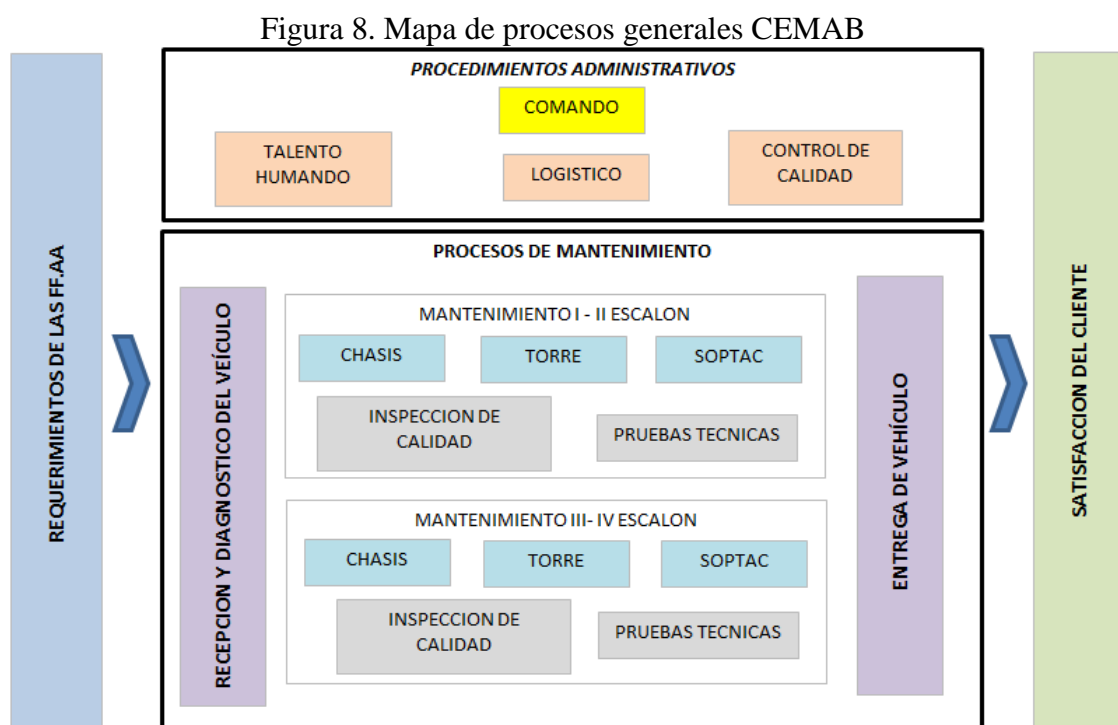 Figura 8. Mapa de procesos generales CEMAB
REQUERIMIENTOS DE LAS FF.AA
PROCEDIMIENTOS ADMINISTRATIVOS
COMANDO
TALENTO
HUMANDO
LOGISTICO
CONTROL DE
CALIDAD
PROCESOS DE MANTENIMIENTO
RECEPCION Y DIAGNOSTICO DEL VEÍCULO
MANTENIMIENTO I - II ESCALON
CHASIS
TORRE
SOPTAC
INSPECCION DE
CALIDAD
PRUEBAS TECNICAS
MANTENIMIENTO III- IV ESCALON
CHASIS
TORRE
SOPTAC
INSPECCION DE
CALIDAD
PRUEBAS TECNICAS
ENTREGA DE VEHÍCULO
SATISFACCION DEL CLIENTE